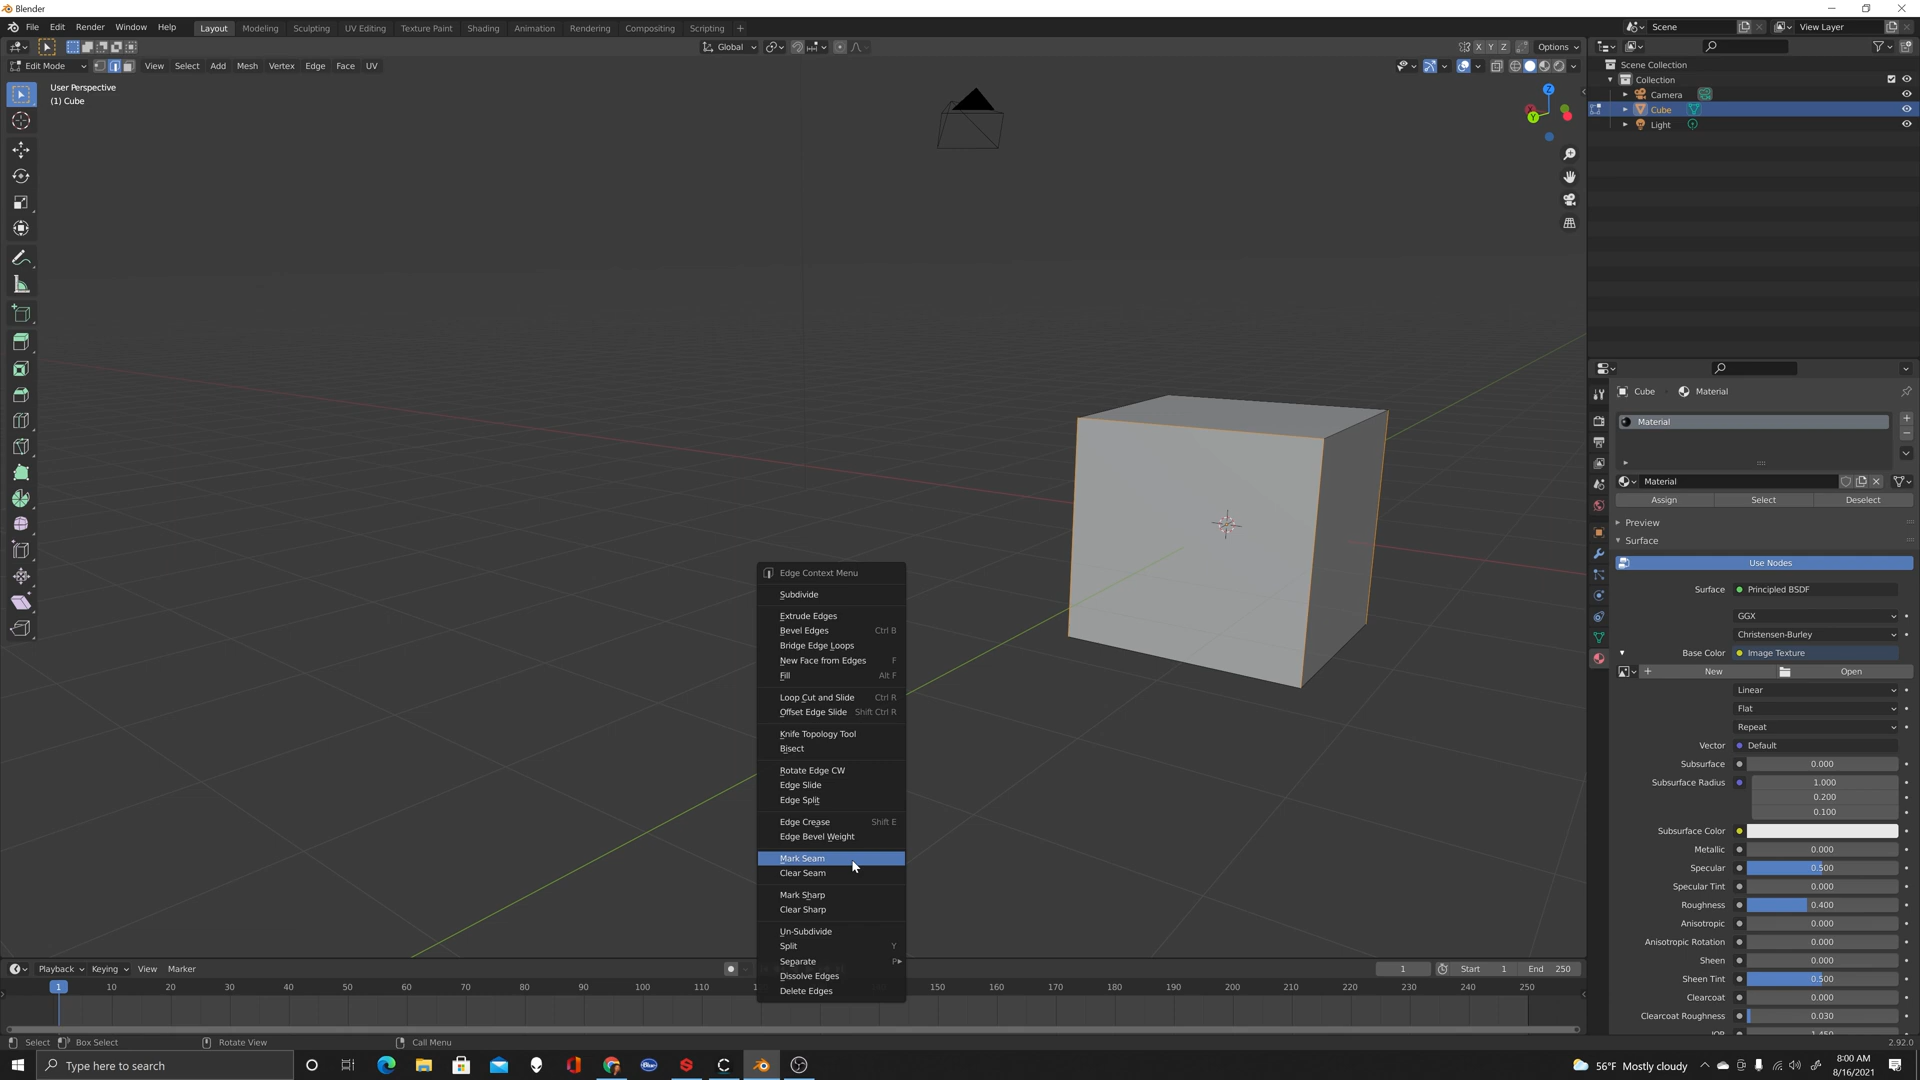 Blender
File Edit Render Window Help
Layout Modeling Sculpting UV Editing Texture Paint Shading Animation Rendering Compositing Scripting +
Scene
View Layer
Global
X Y Z
Options
Edit Mode
View Select Add Mesh Vertex Edge Face UV
User Perspective
(1) Cube
Z
Y
Scene Collection
Collection
Camera
Cube
Light
Cube
Material
Material
Material
Assign Select Deselect
Preview
Surface
Use Nodes
Surface Principled BSDF
GGX
Christensen-Burley
Base Color Image Texture
New Open
Linear
Flat
Repeat
Vector Default
Subsurface 0.000
Subsurface Radius 1.000
0.200
0.100
Subsurface Color
Metallic 0.000
Specular 0.500
Specular Tint 0.000
Roughness 0.400
Anisotropic 0.000
Anisotropic Rotation 0.000
Sheen 0.000
Sheen Tint 0.500
Clearcoat 0.000
Clearcoat Roughness 0.030
Edge Context Menu
Subdivide
Extrude Edges
Bevel Edges Ctrl B
Bridge Edge Loops
New Face from Edges F
Fill Alt F
Loop Cut and Slide Ctrl R
Offset Edge Slide Shift Ctrl R
Knife Topology Tool
Bisect
Rotate Edge CW
Edge Slide
Edge Split
Edge Crease Shift E
Edge Bevel Weight
Mark Seam
Clear Seam
Mark Sharp
Clear Sharp
Un-Subdivide
Split Y
Separate P
Dissolve Edges
Delete Edges
Playback Keying View Marker
1 Start 1 End 250
1 10 20 30 40 50 60 70 80 90 100 110 150 160 170 180 190 200 210 220 230 240 250
Select Box Select Rotate View Call Menu
2.92.0
Type here to search
56°F Mostly cloudy
8:00 AM
8/16/2021